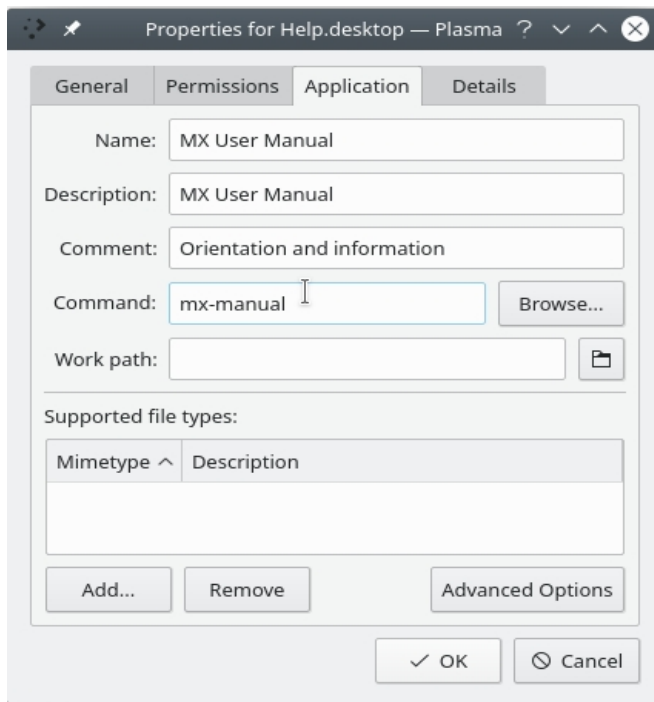 Properties for Help.desktop — Plasma ?
General Permissions Application Details
Name: MX User Manual
Description: MX User Manual
Comment: Orientation and information
Command: mx-manual Browse...
Work path:
Supported file types:
Mimetype Description
Add... Remove Advanced Options
OK Cancel